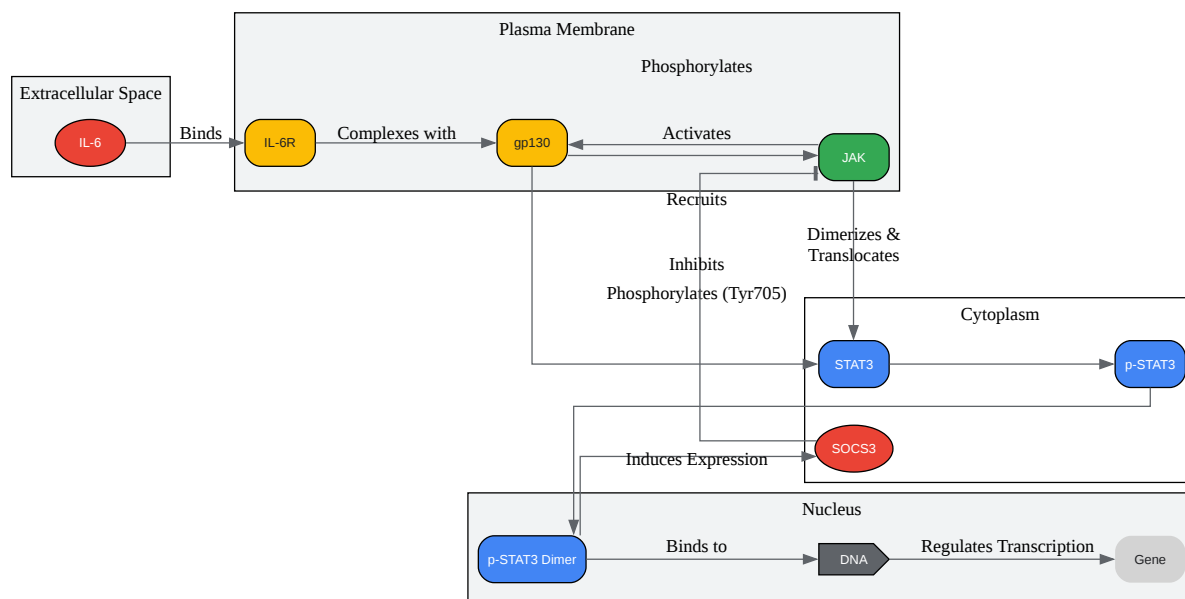 Plasma Membrane
Phosphorylates
Extracellular Space
IL-6
Binds
IL-6R
Complexes with
gp130
Activates
JAK
Recruits
Dimerizes &
Translocates
Inhibits
Phosphorylates (Tyr705)
Cytoplasm
STAT3
p-STAT3
SOCS3
Induces Expression
Nucleus
p-STAT3 Dimer
Binds to
DNA
Regulates Transcription
Gene